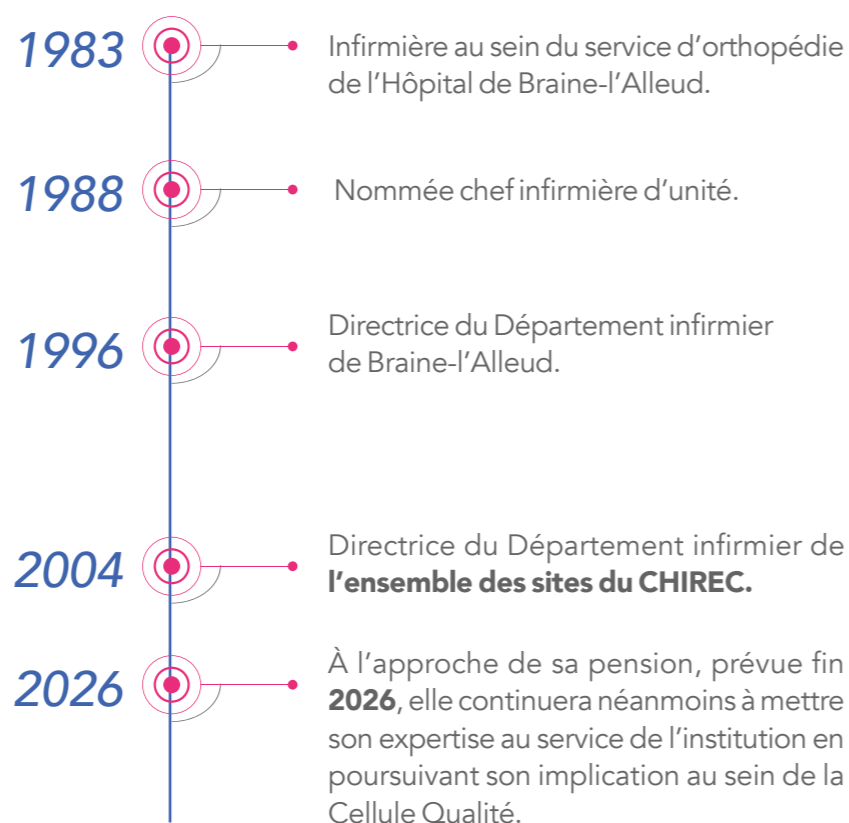 1983
Infirmière au sein du service d’orthopédie
de l’Hôpital de Braine-l’Alleud.
1988
Nommée chef infirmière d’unité.
1996
Directrice du Département infirmier
de Braine-l’Alleud.
2004
Directrice du Département infirmier de
l’ensemble des sites du CHIREC.
2026
À l’approche de sa pension, prévue fin
2026, elle continuera néanmoins à mettre
son expertise au service de l’institution en
poursuivant son implication au sein de la
Cellule Qualité.